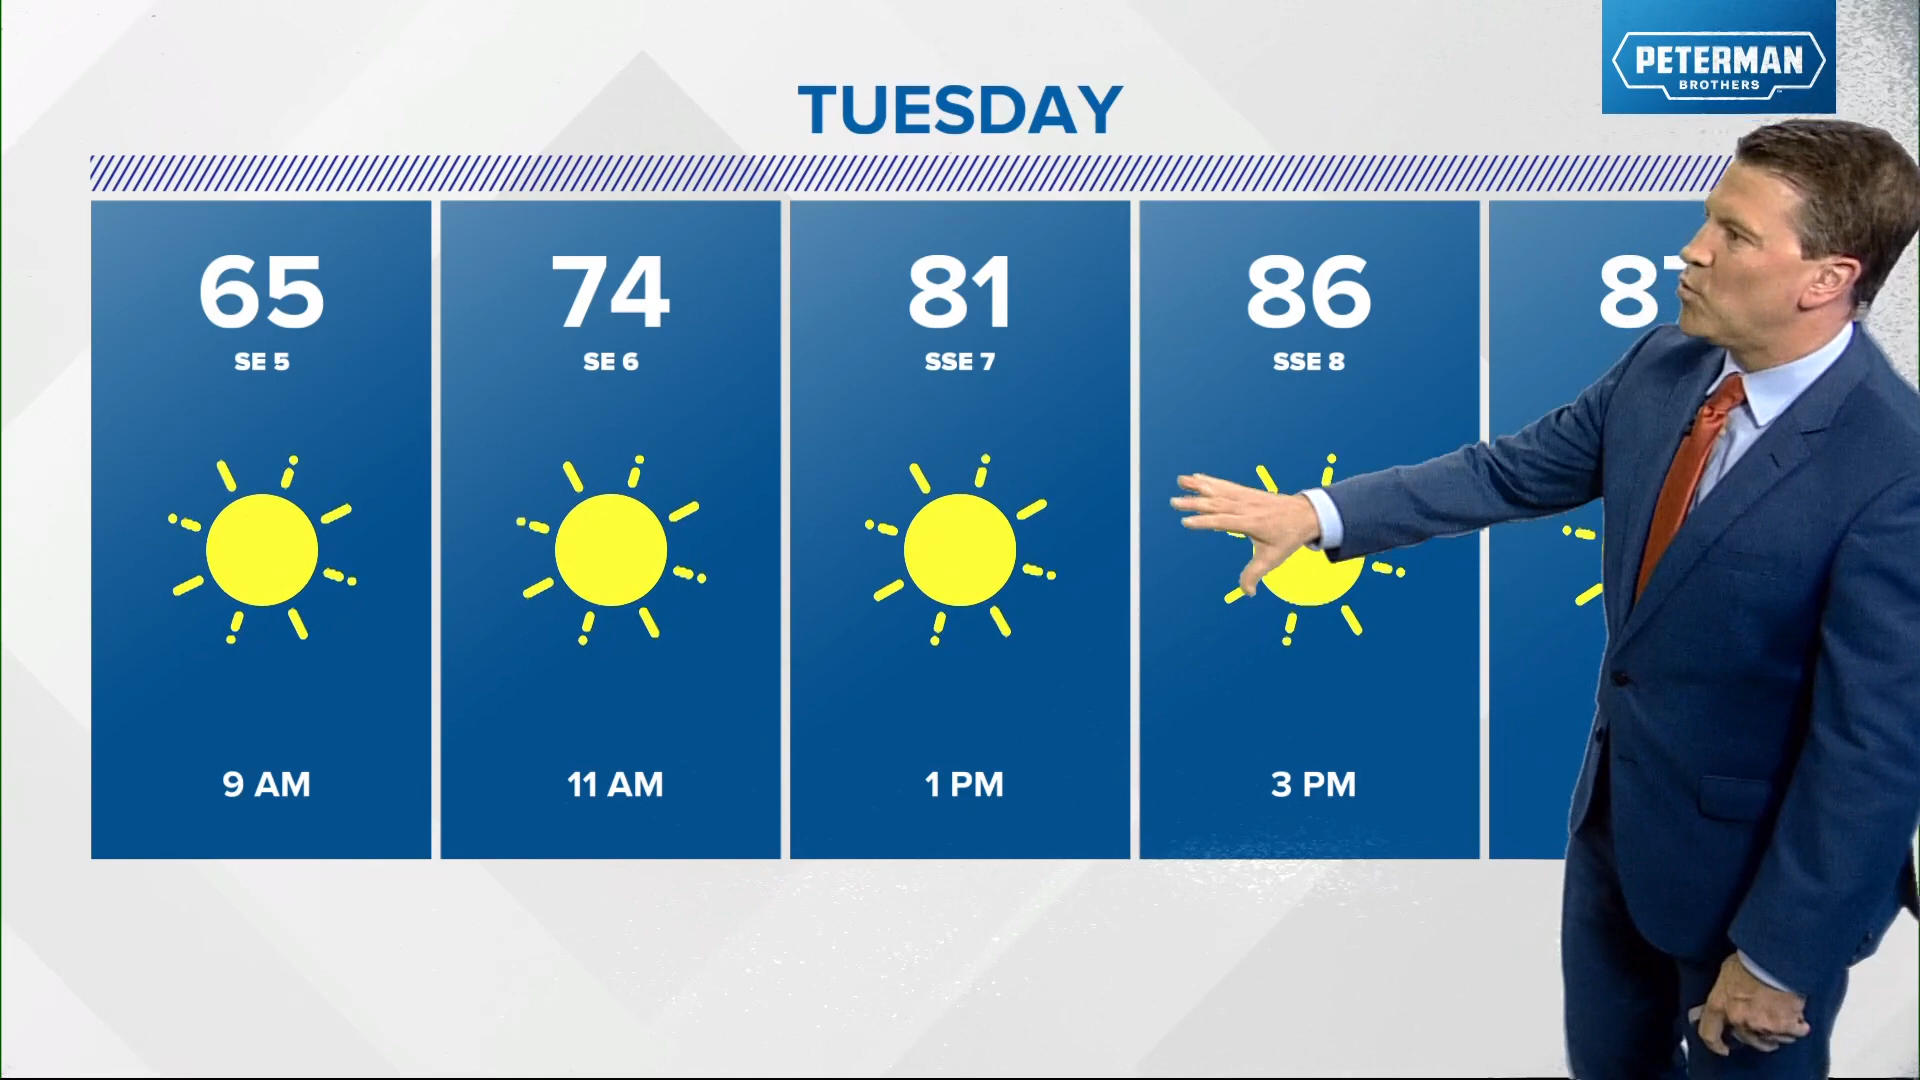 PETERMAN
BROTHERS
TUESDAY
65
74
81
86
SE 5
SE 6
SSE 7
SSE 8
9 AM
11 AM
1 PM
3 PM